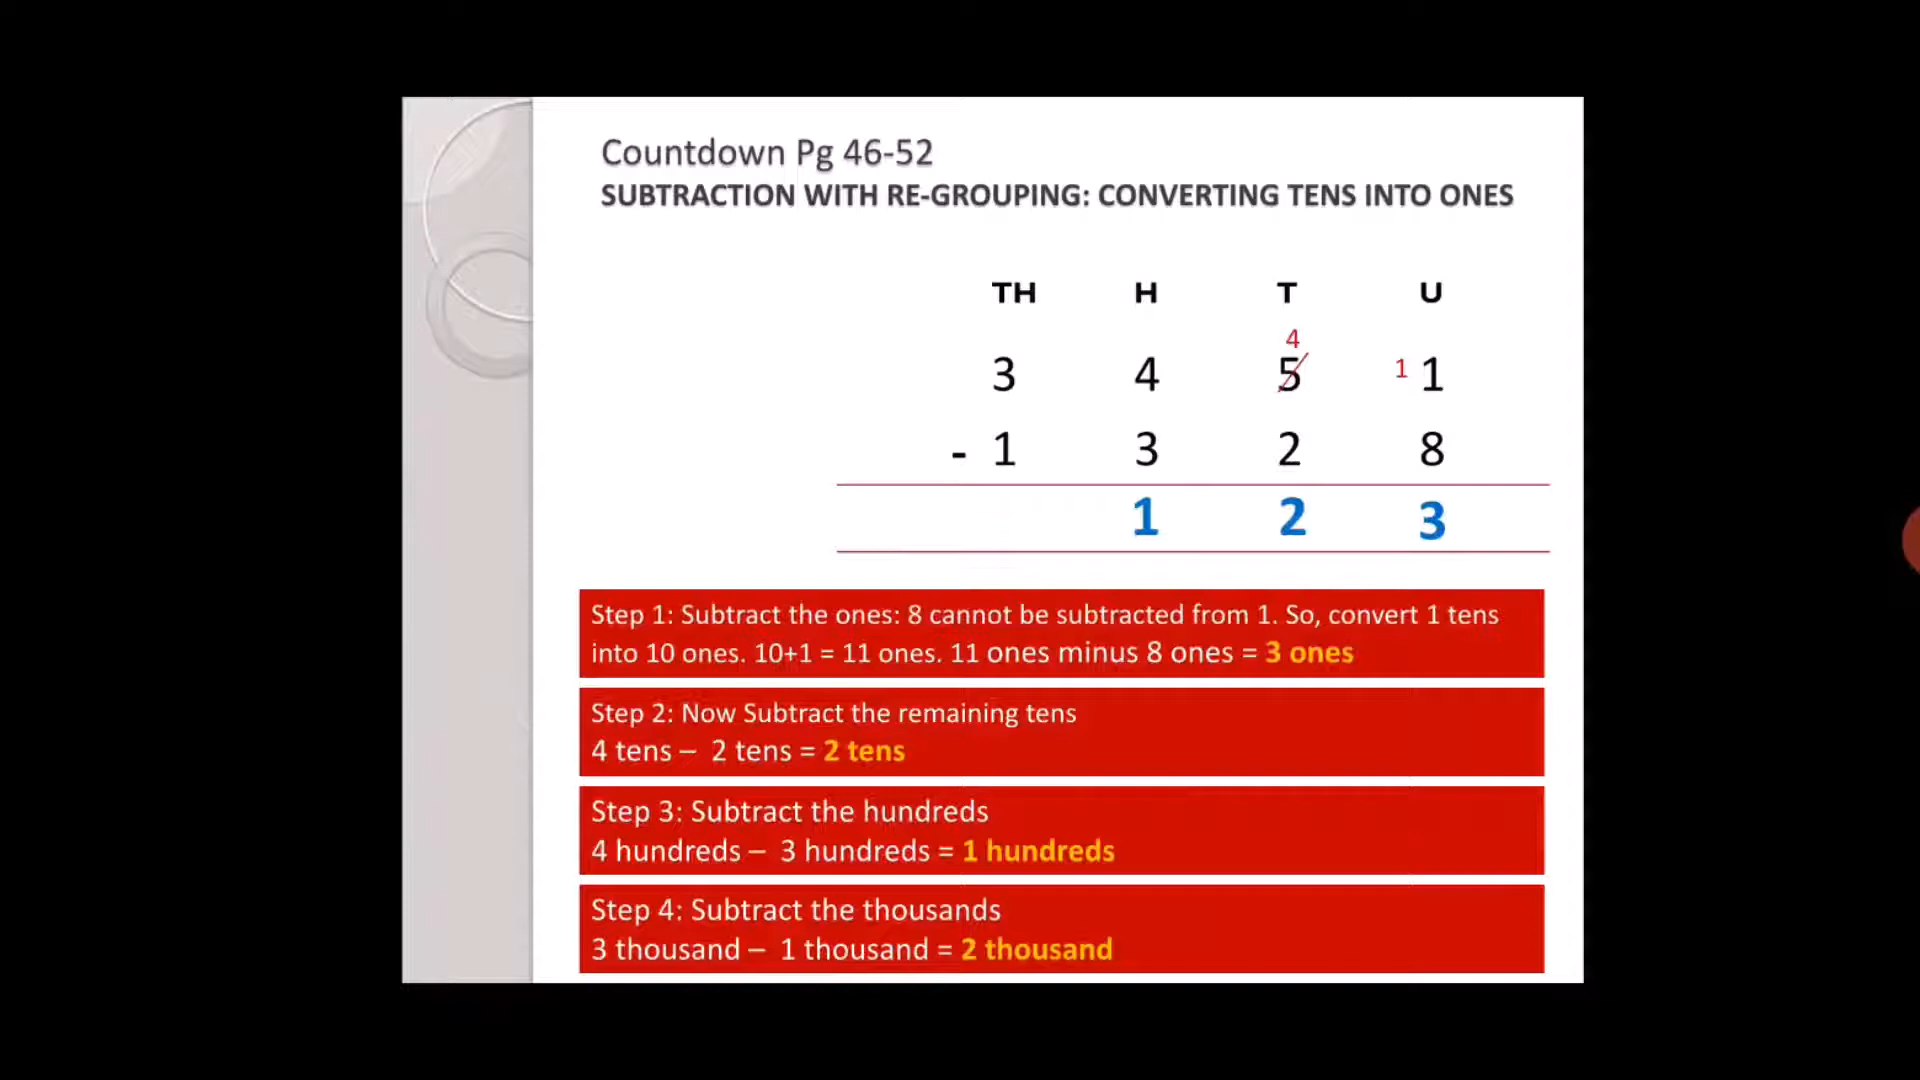 Countdown Pg 46-52
SUBTRACTION WITH RE-GROUPING: CONVERTING TENS INTO ONES
TH H T U
4
3 4 5 1 1
- 1 3 2 8
1 2 3
Step 1: Subtract the ones: 8 cannot be subtracted from 1. So, convert 1 tens
into 10 ones. 10+1 = 11 ones. 11 ones minus 8 ones = 3 ones
Step 2: Now Subtract the remaining tens
4 tens – 2 tens = 2 tens
Step 3: Subtract the hundreds
4 hundreds – 3 hundreds = 1 hundreds
Step 4: Subtract the thousands
3 thousand – 1 thousand = 2 thousand